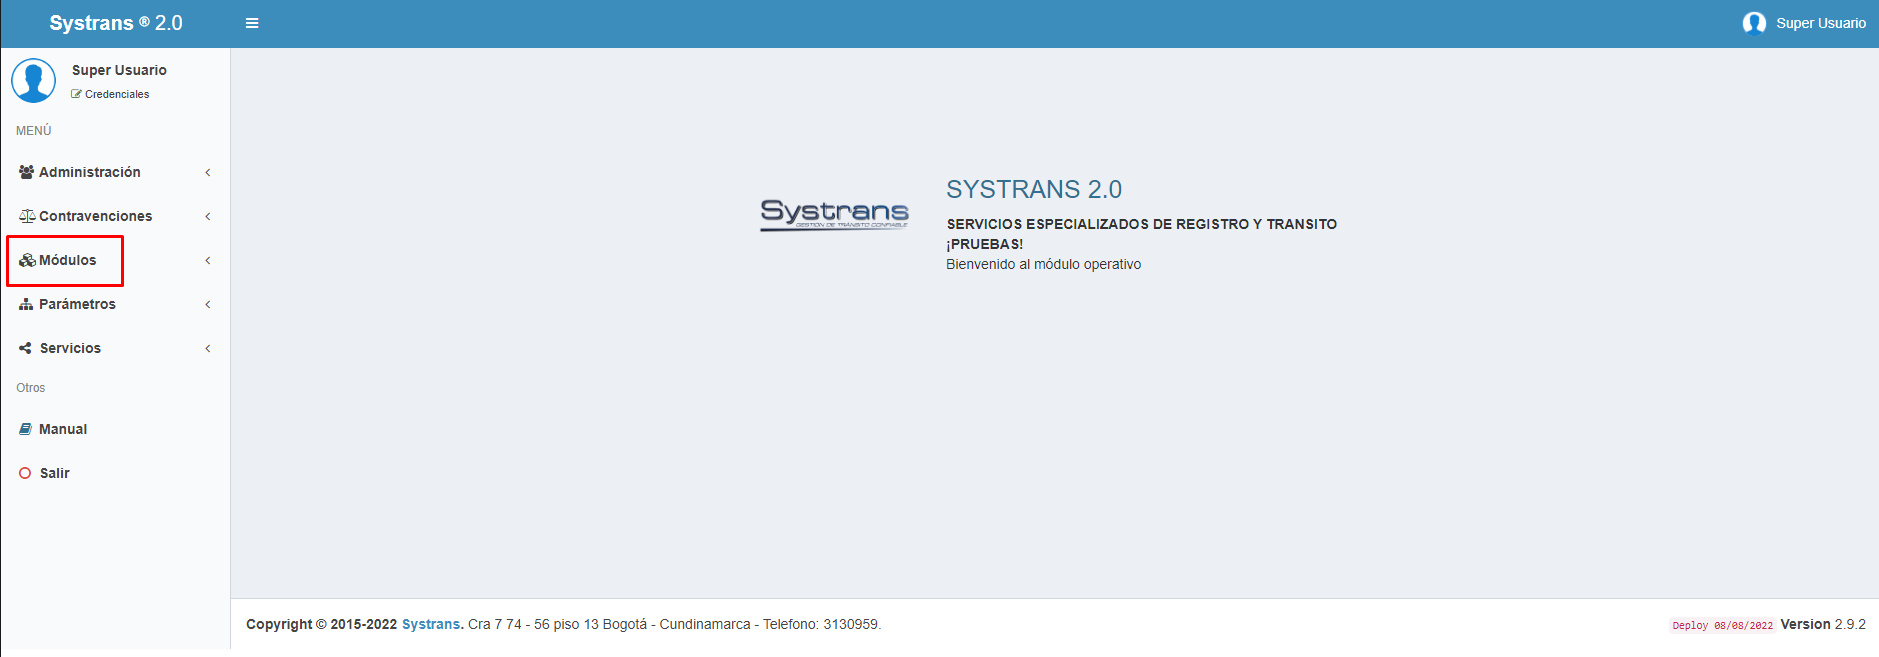 Systrans ® 2.0
Super Usuario
Super Usuario
Credenciales
MENÚ
Administración
Contravenciones
Módulos
Parámetros
Servicios
Otros
Manual
Salir
Systrans
GESTIÓN DE TRÁNSITO CONFIABLE
SYSTRANS 2.0
SERVICIOS ESPECIALIZADOS DE REGISTRO Y TRANSITO
¡PRUEBAS!
Bienvenido al módulo operativo
Copyright © 2015-2022 Systrans. Cra 7 74 - 56 piso 13 Bogotá - Cundinamarca - Telefono: 3130959.
Deploy 08/08/2022 Version 2.9.2